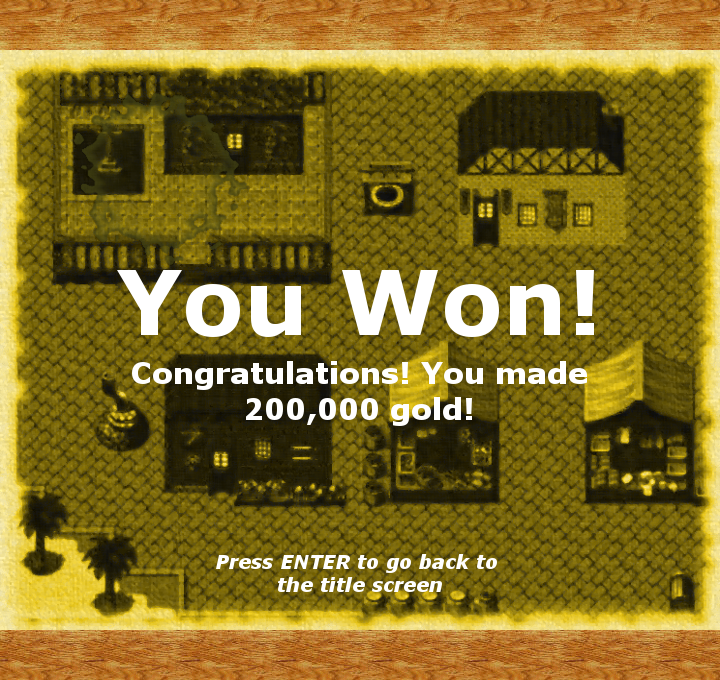 You Won!
Congratulations! You made
200,000 gold!
Press ENTER to go back to
the title screen